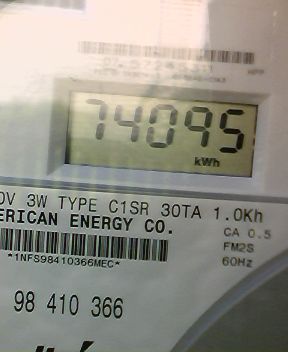 74095
kWh
0V 3W TYPE C1SR 30TA 1.0Kh
ERICAN ENERGY CO.
CA 0.5
FM2S
60Hz
*1NFS98410366MEC*
98 410 366